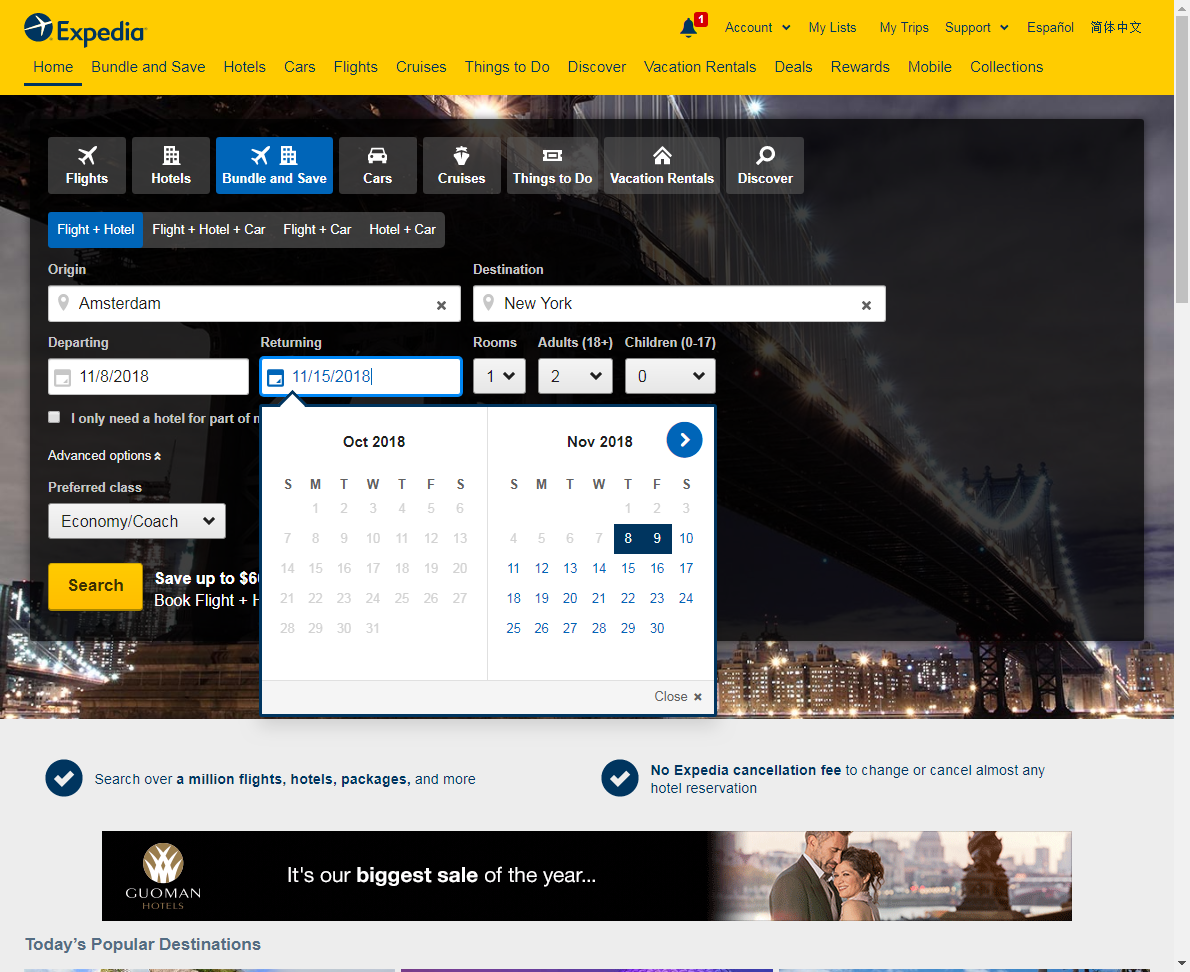 Expedia
1
Account
My Lists
My Trips
Support
Español
简体中文
Home
Bundle and Save
Hotels
Cars
Flights
Cruises
Things to Do
Discover
Vacation Rentals
Deals
Rewards
Mobile
Collections
Flights
Hotels
Bundle and Save
Cars
Cruises
Things to Do
Vacation Rentals
Discover
Flight + Hotel
Flight + Hotel + Car
Flight + Car
Hotel + Car
Origin
Destination
Amsterdam
New York
Departing
Returning
Rooms
Adults (18+)
Children (0-17)
11/8/2018
11/15/2018
1
2
0
I only need a hotel for part of
Advanced options
Preferred class
Economy/Coach
Search
Save up to $6
Book Flight +
Oct 2018
S M T W T F S
1 2 3 4 5 6
7 8 9 10 11 12 13
14 15 16 17 18 19 20
21 22 23 24 25 26 27
28 29 30 31
Nov 2018
S M T W T F S
1 2 3
4 5 6 7 8 9 10
11 12 13 14 15 16 17
18 19 20 21 22 23 24
25 26 27 28 29 30
Close
Search over a million flights, hotels, packages, and more
No Expedia cancellation fee to change or cancel almost any
hotel reservation
GUOMAN
HOTELS
It's our biggest sale of the year...
Today's Popular Destinations